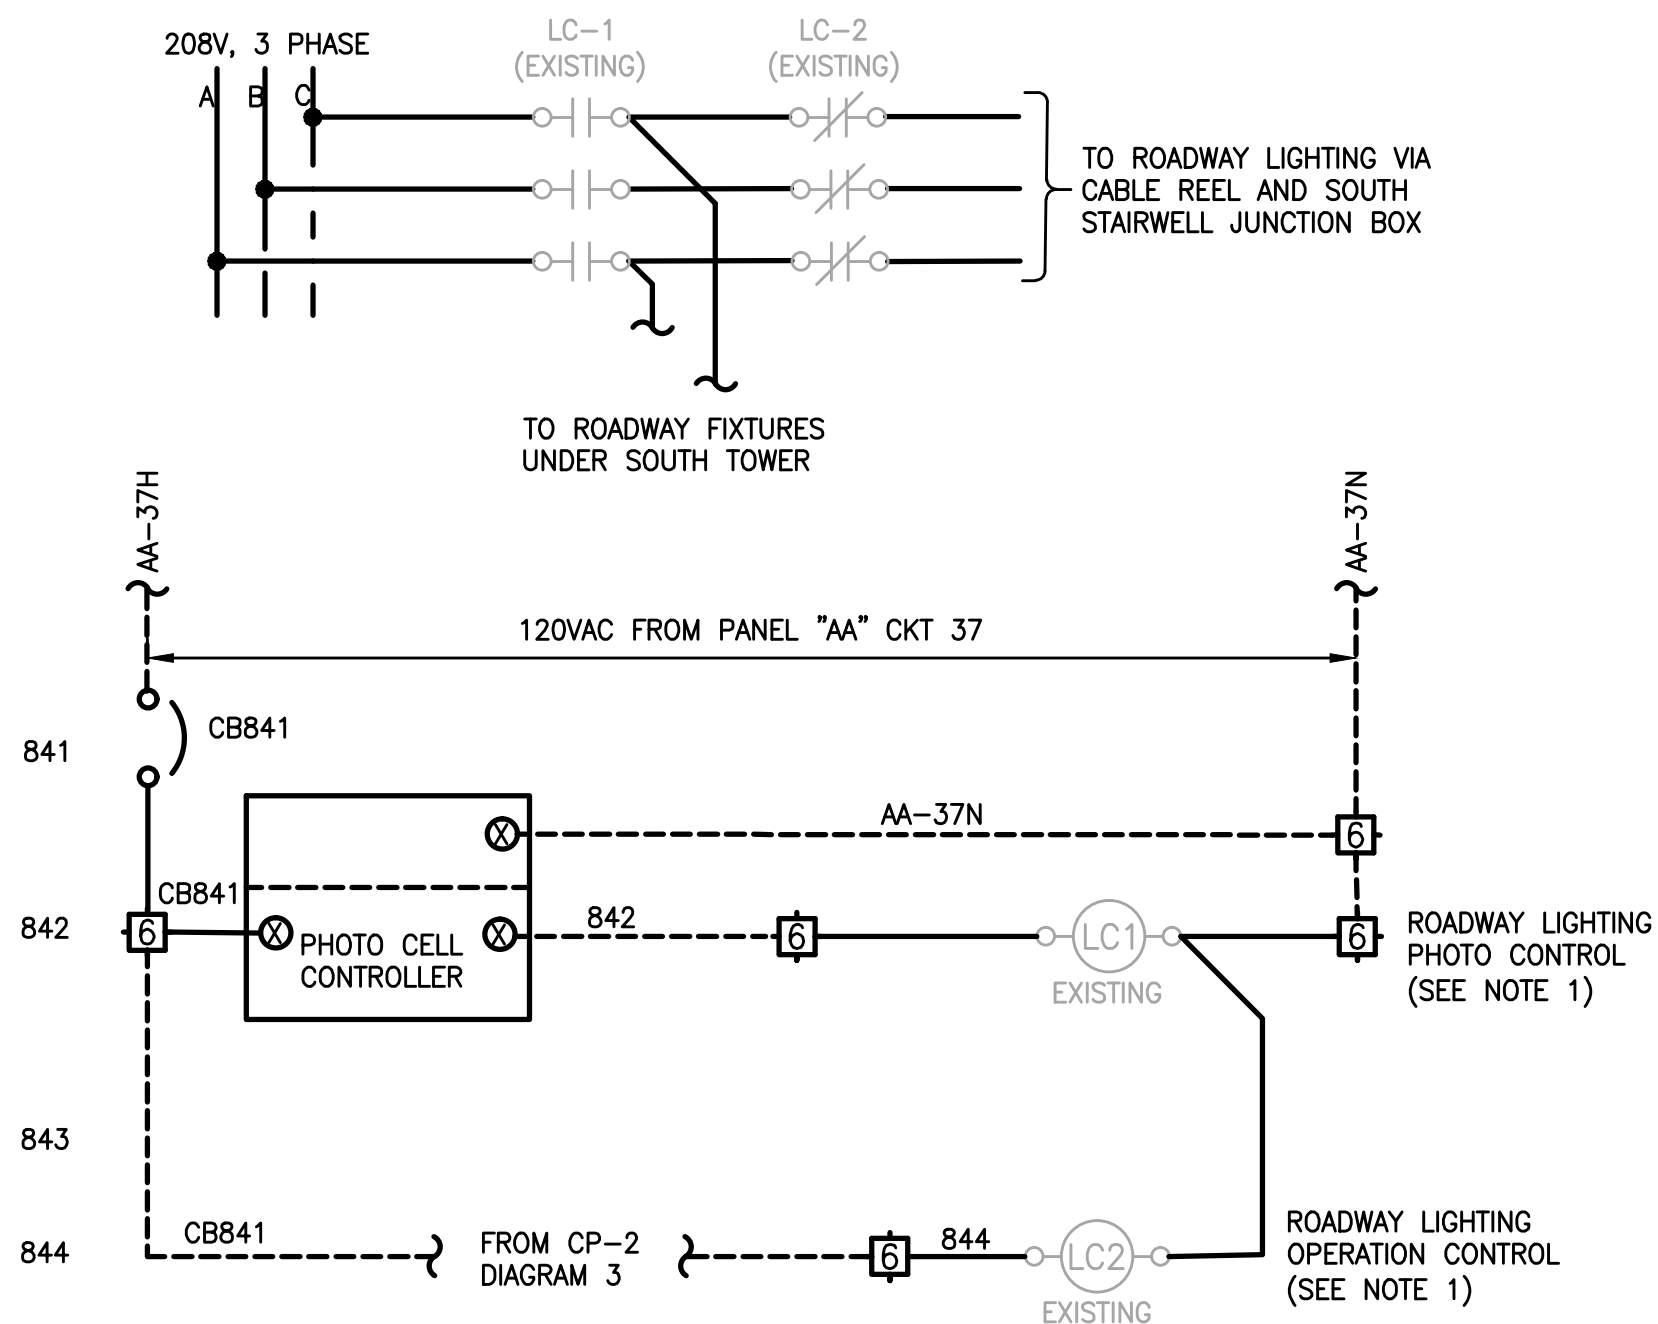 208V, 3 PHASE
A B C
LC-1
(EXISTING)
LC-2
(EXISTING)
TO ROADWAY LIGHTING VIA
CABLE REEL AND SOUTH
STAIRWELL JUNCTION BOX
TO ROADWAY FIXTURES
UNDER SOUTH TOWER
AA-37H
AA-37N
120VAC FROM PANEL "AA" CKT 37
841
CB841
AA-37N
6
842
CB841
6
X
X
PHOTO CELL
CONTROLLER
X
842
6
LC1
EXISTING
6
ROADWAY LIGHTING
PHOTO CONTROL
(SEE NOTE 1)
843
844
CB841
FROM CP-2
DIAGRAM 3
6
844
LC2
EXISTING
ROADWAY LIGHTING
OPERATION CONTROL
(SEE NOTE 1)